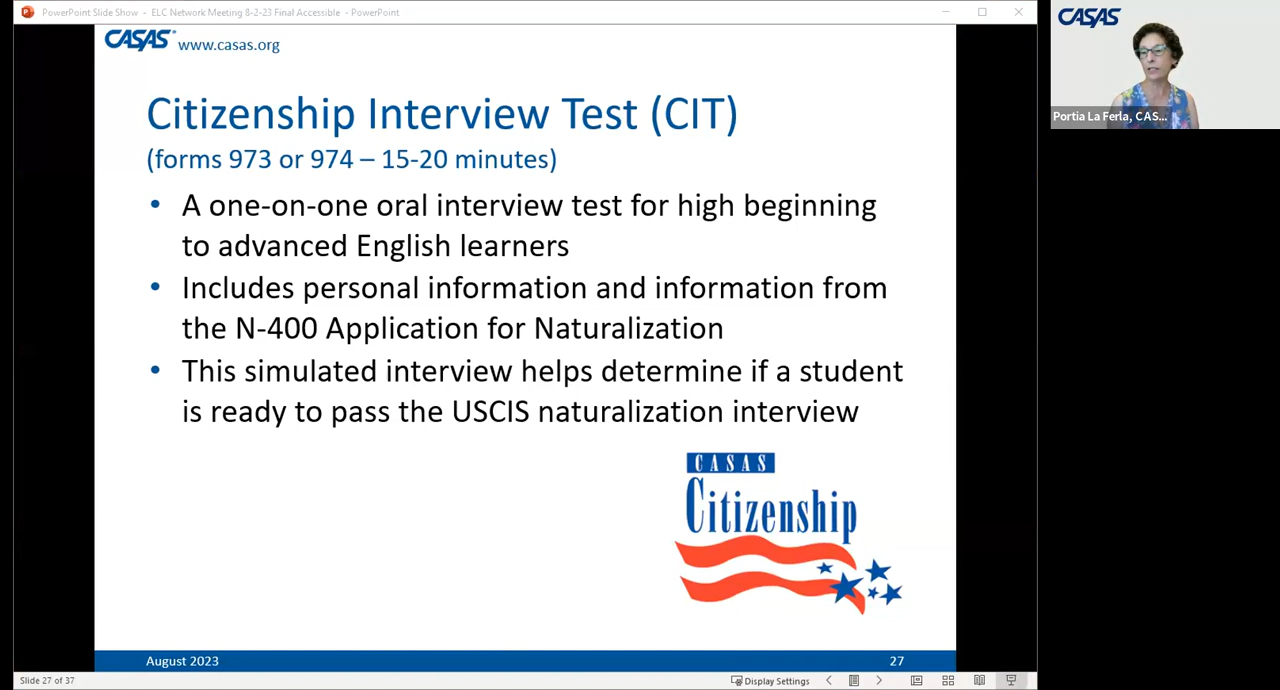 PowerPoint Slide Show - ELC Network Meeting 8-2-23 Final Accessible - PowerPoint
CASAS® www.casas.org
CASAS
Portia La Ferla, CAS...
Citizenship Interview Test (CIT)
(forms 973 or 974 – 15-20 minutes)
• A one-on-one oral interview test for high beginning
to advanced English learners
• Includes personal information and information from
the N-400 Application for Naturalization
• This simulated interview helps determine if a student
is ready to pass the USCIS naturalization interview
CASAS
Citizenship
August 2023 27
Slide 27 of 37 Display Settings